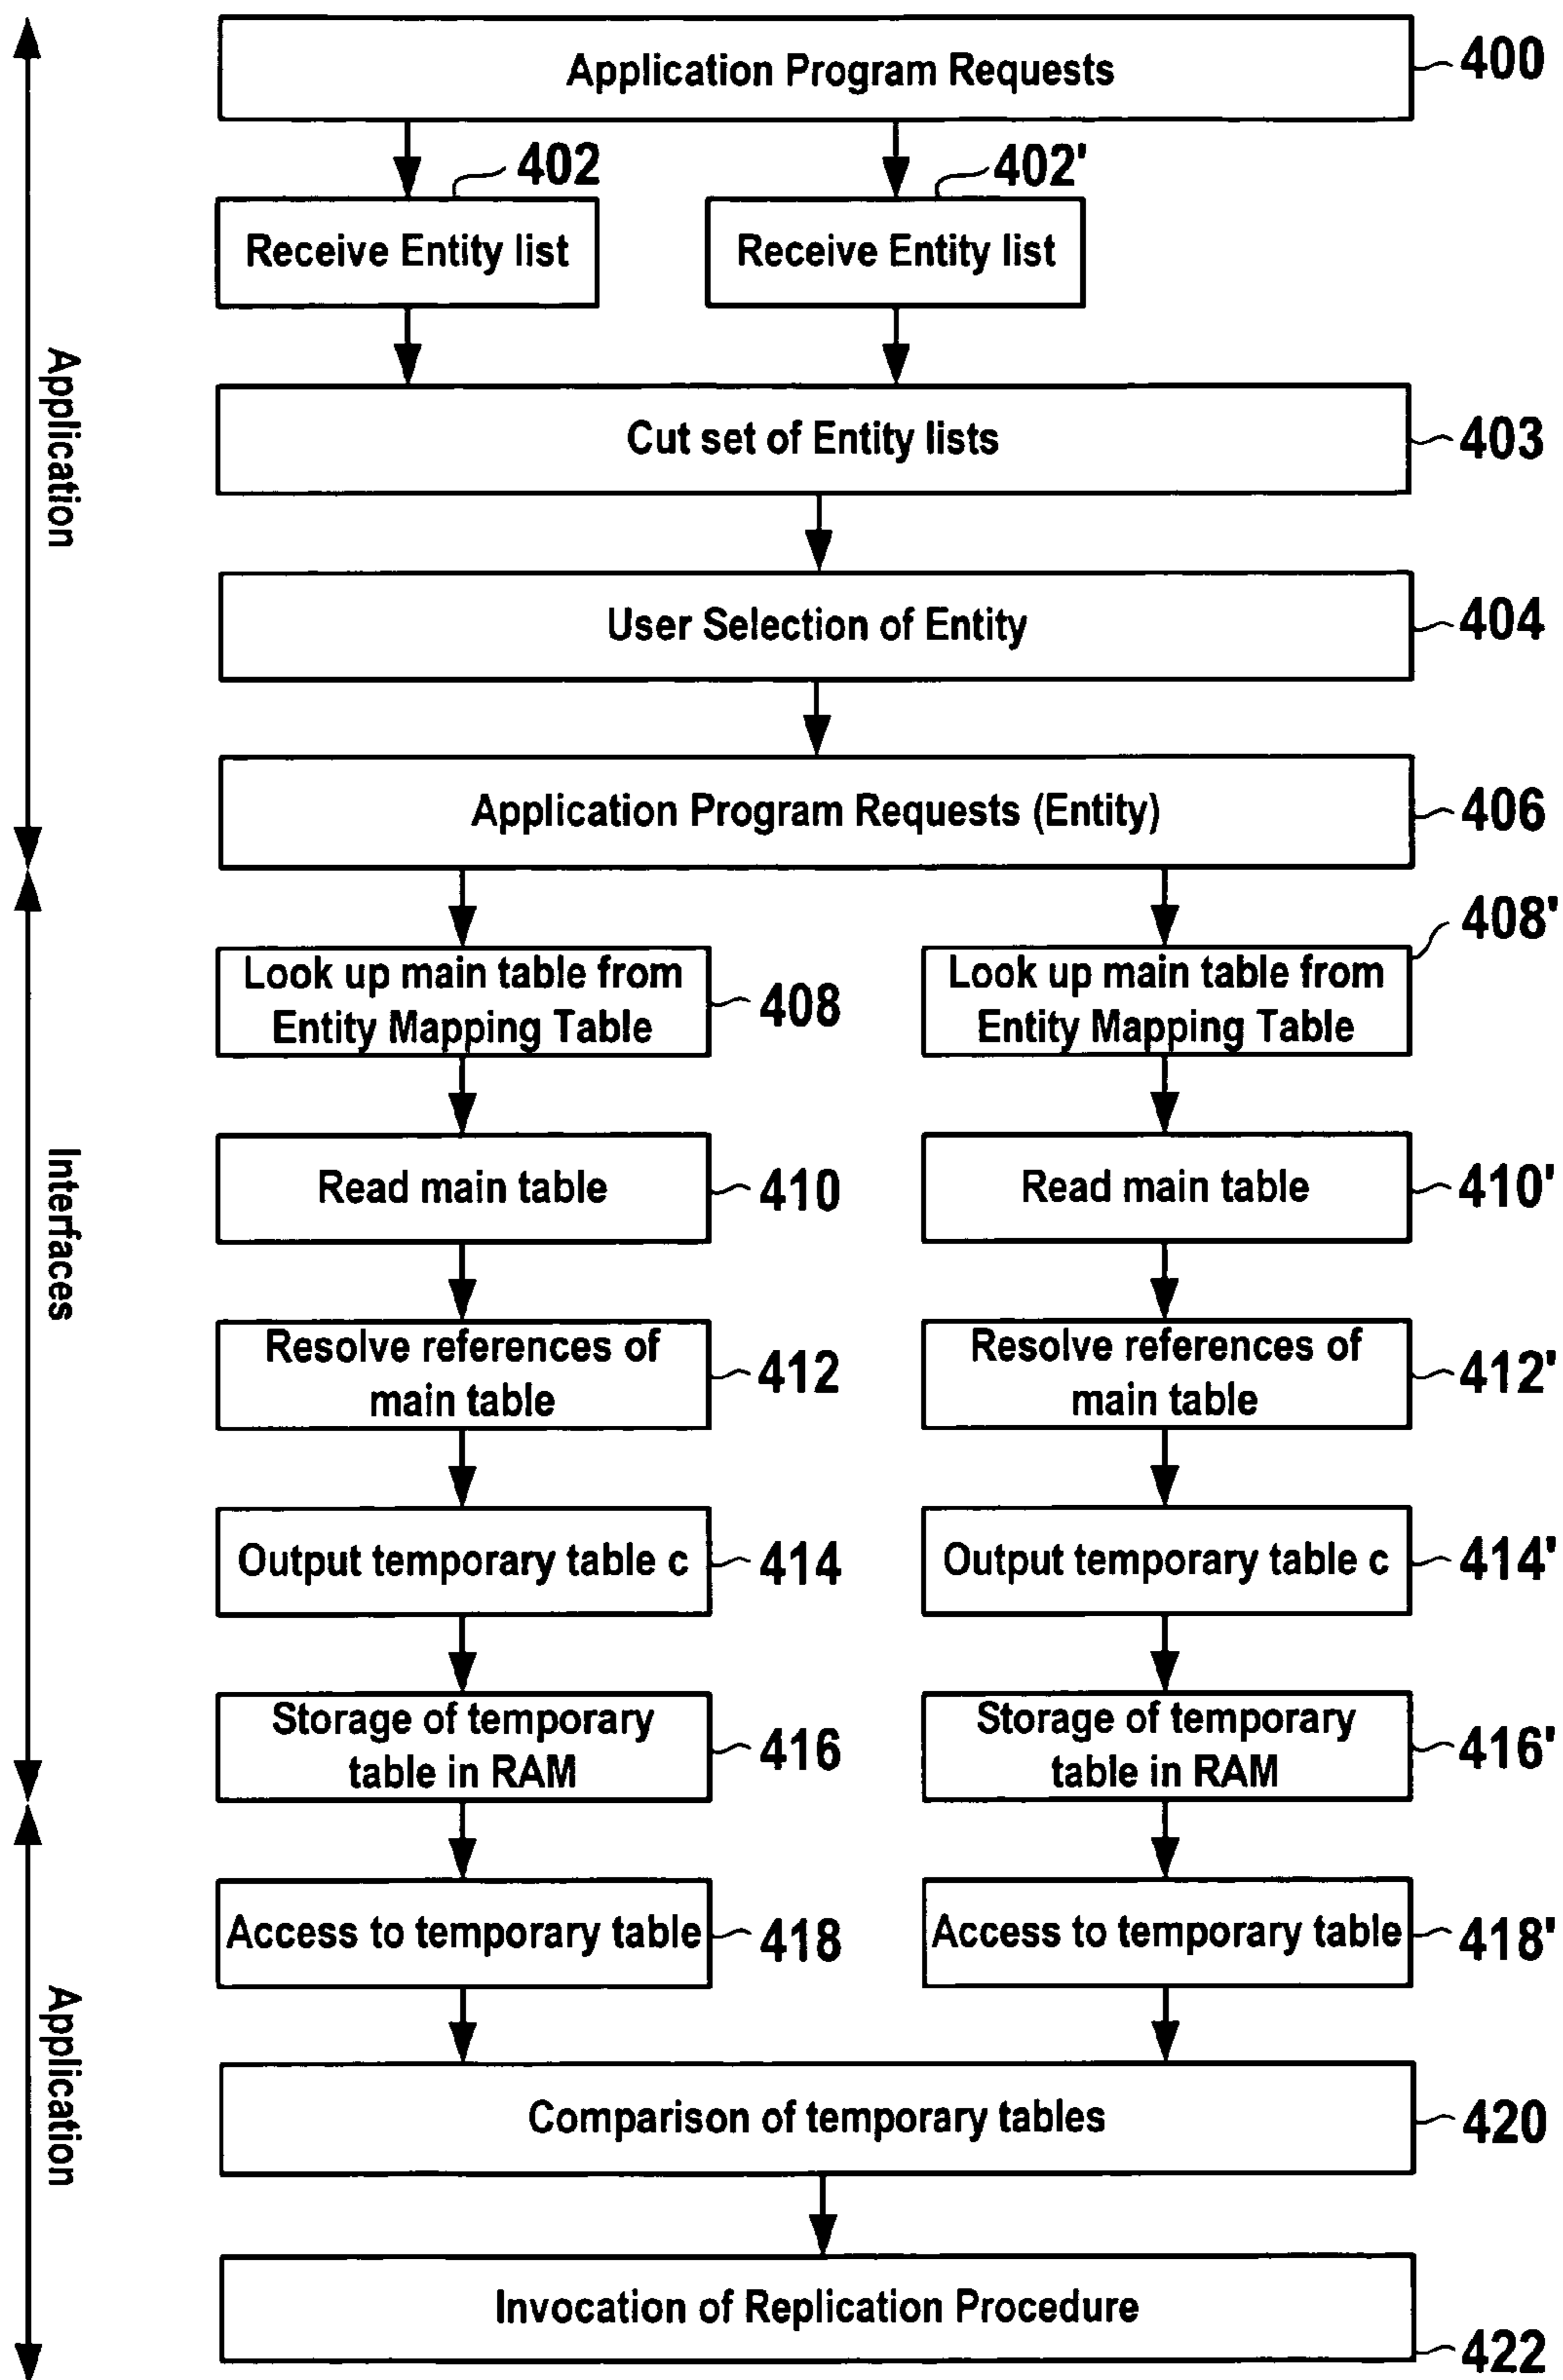 Application Program Requests
400
402
402'
Receive Entity list
Receive Entity list
Cut set of Entity lists
403
User Selection of Entity
404
Application Program Requests (Entity)
406
Application
Look up main table from
Entity Mapping Table
408
Look up main table from
Entity Mapping Table
408'
Read main table
410
Read main table
410'
Resolve references of
main table
412
Resolve references of
main table
412'
Output temporary table c
414
Output temporary table c
414'
Storage of temporary
table in RAM
416
Storage of temporary
table in RAM
416'
Interfaces
Access to temporary table
418
Access to temporary table
418'
Comparison of temporary tables
420
Invocation of Replication Procedure
422
Application